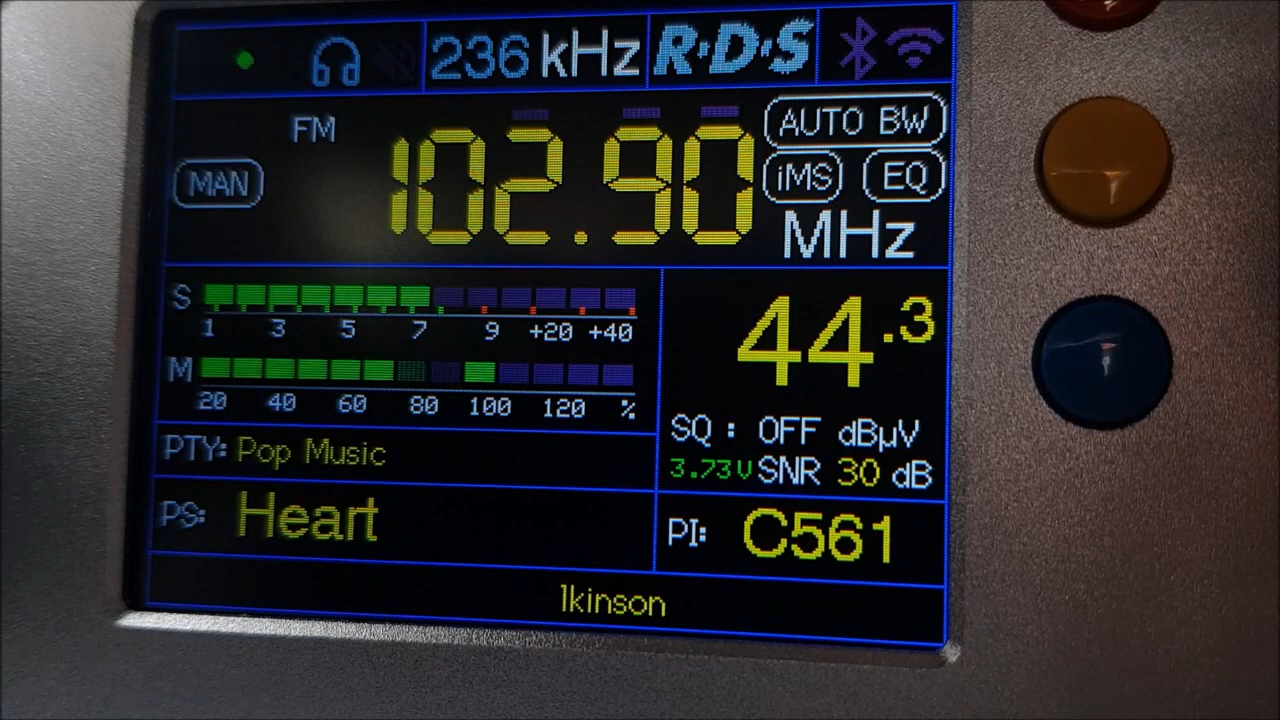 236 kHz R·D·S
FM 102.90 AUTO BW
MAN iMS EQ
MHz
S
1 3 5 7 9 +20 +40
44.3
M
20 40 60 80 100 120 %
SQ : OFF dBµV
PTY: Pop Music
3.73V SNR 30 dB
PS: Heart
PI: C561
lkinson